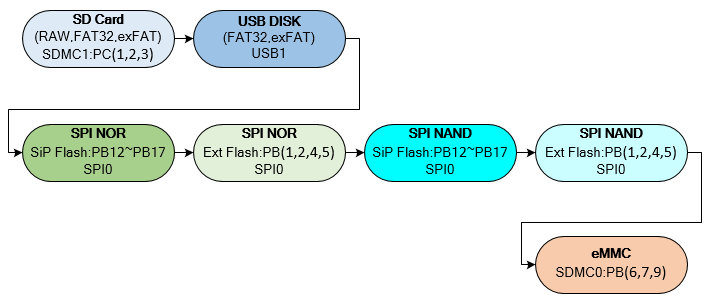 SD Card
(RAW,FAT32,exFAT)
SDMC1:PC(1,2,3)
USB DISK
(FAT32,exFAT)
USB1
SPI NOR
SiP Flash:PB12~PB17
SPI0
SPI NOR
Ext Flash:PB(1,2,4,5)
SPI0
SPI NAND
SiP Flash:PB12~PB17
SPI0
SPI NAND
Ext Flash:PB(1,2,4,5)
SPI0
eMMC
SDMC0:PB(6,7,9)